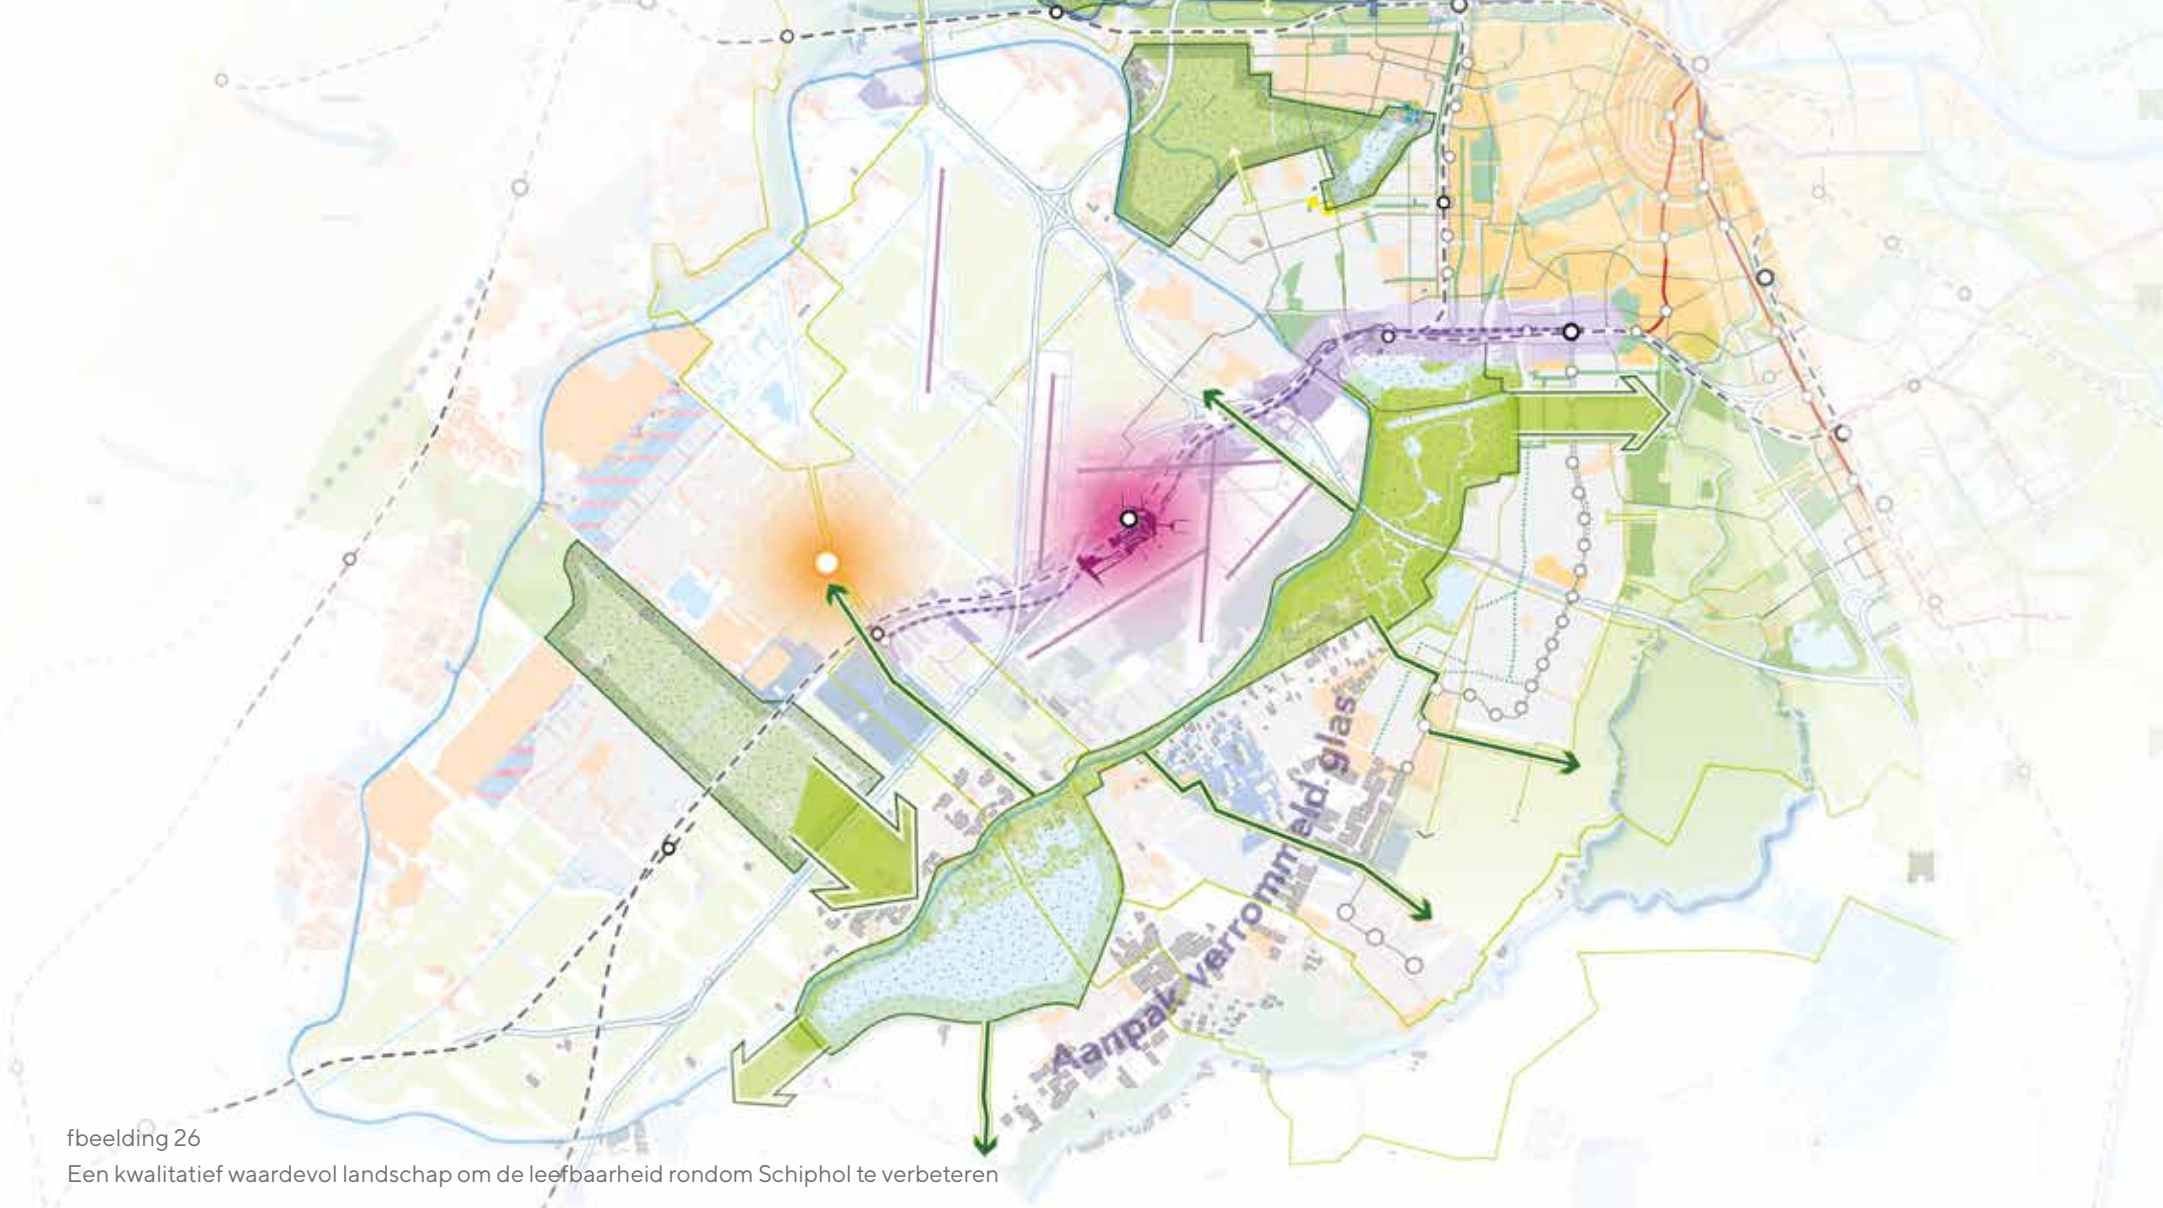 Aanpak verrommeld glas
fbeelding 26
Een kwalitatief waardevol landschap om de leefbaarheid rondom Schiphol te verbeteren